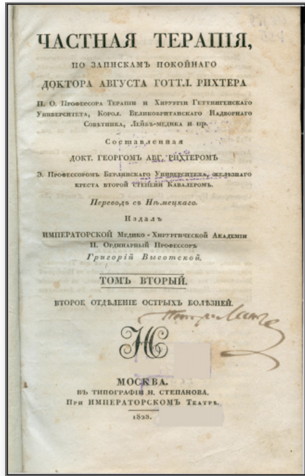 ЧАСТНАЯ ТЕРАПІЯ,
ПО ЗАПИСКАМЪ ПОКОЙНАГО
ДОКТОРА АВГУСТА ГОТТ.I. РИХТЕРА
П. О. Профессора Терапіи и Хирургіи Геттингенскаго
Университета, Корол. Великобританскаго Надворнаго
Совѣтника, Лейбъ-медика и пр.
Составленная
ДОКТ. ГЕОРГОМЪ АВГ. РИХТЕРОМЪ
Э. Профессоромъ Берлинскаго Университета, желѣзнаго
креста второй степени Кавалеромъ.
Переводъ съ Нѣмецкаго.
Издалъ
ИМПЕРАТОРСКОЙ Медико-Хирургической Академіи
П. Ординарный Профессоръ
Григорій Высотской.
ТОМЪ ВТОРЫЙ.
ВТОРОЕ ОТДѢЛЕНІЕ ОСТРЫХЪ БОЛѢЗНЕЙ.
МОСКВА.
ВЪ ТИПОГРАФІИ Н. СТЕПАНОВА,
При ИМПЕРАТОРСКОМЪ Театрѣ.